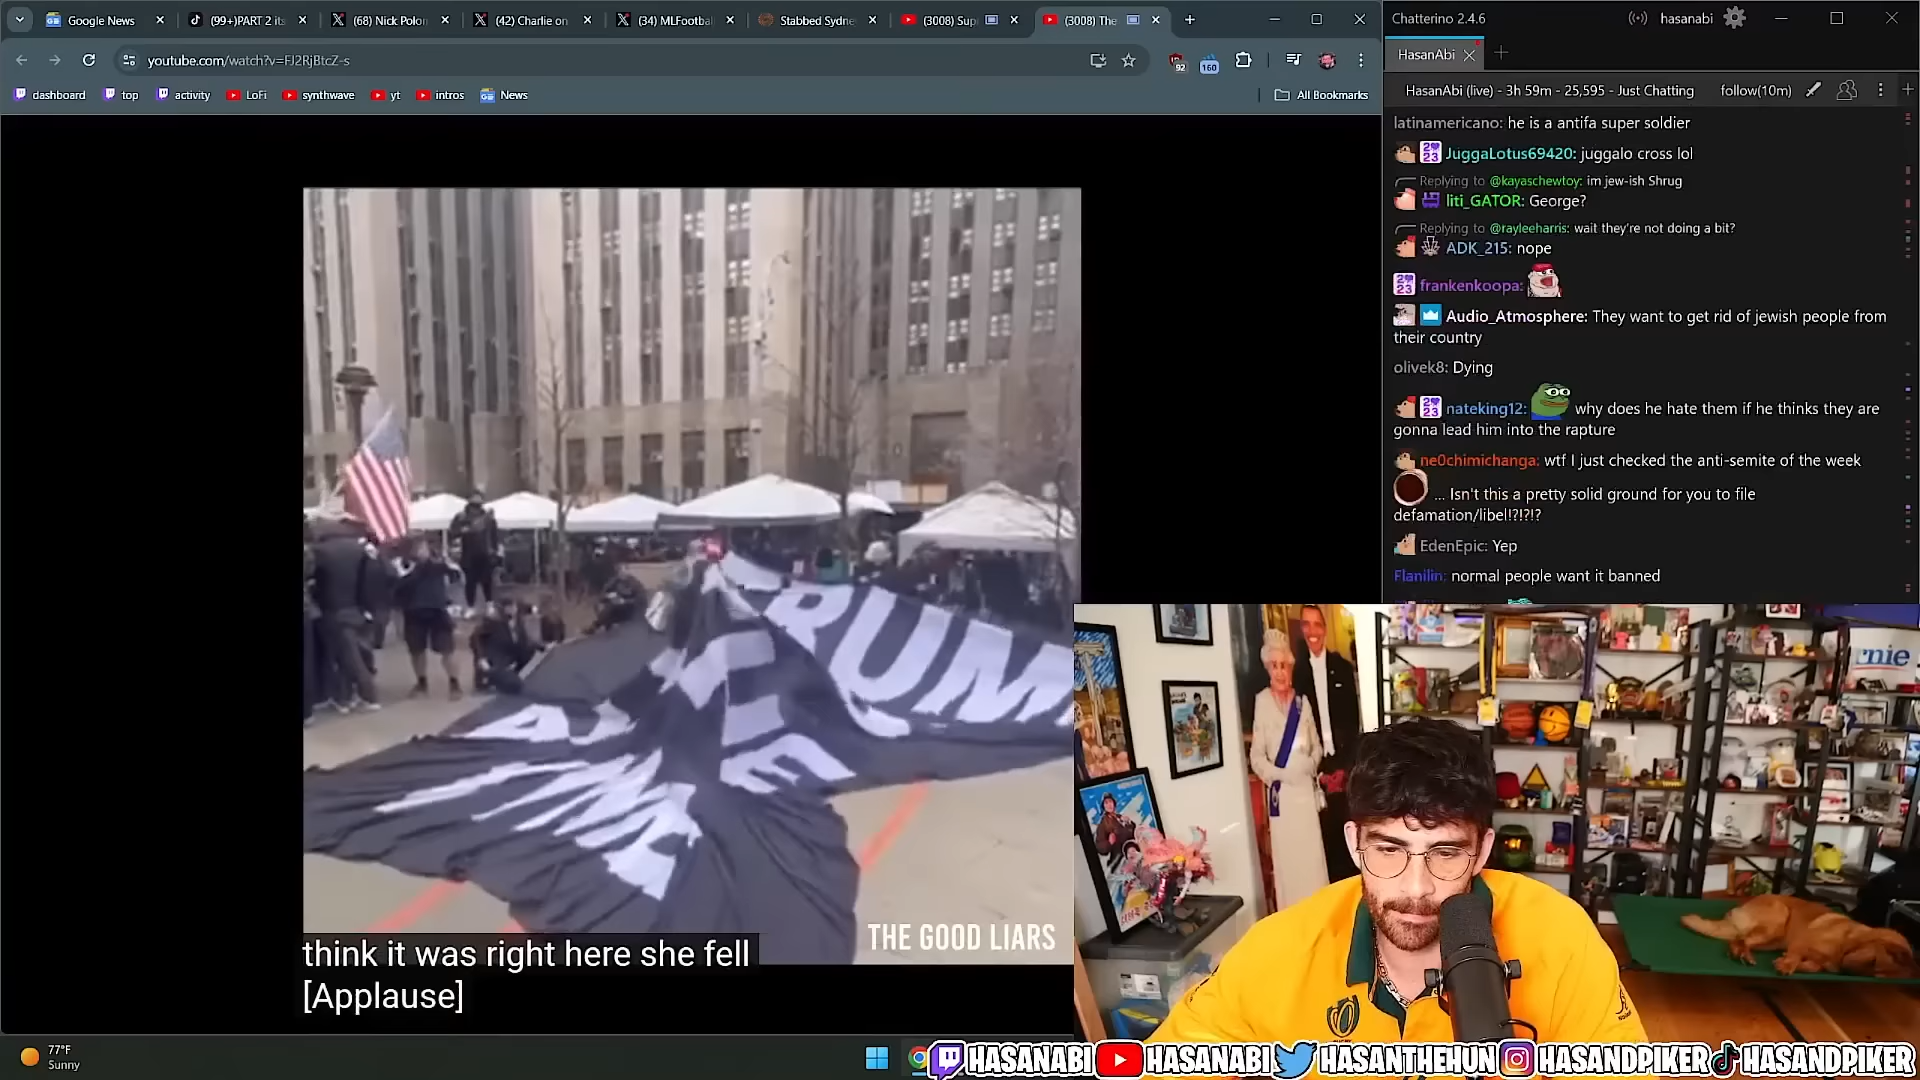 Google News
(99+)PART 2 its
(68) Nick Polon
(42) Charlie on
(34) MLFootbal
Stabbed Sydne
(3008) Sup
(3008) The
youtube.com/watch?v=FJ2RjBtcZ-s
92
160
dashboard
top
activity
LoFi
synthwave
yt
intros
News
All Bookmarks
Chatterino 2.4.6
hasanabi
HasanAbi
HasanAbi (live) - 3h 59m - 25,595 - Just Chatting
follow(10m)
latinamericano: he is a antifa super soldier
JuggaLotus69420: juggalo cross lol
Replying to @kayaschewtoy: im jew-ish Shrug
liti_GATOR: George?
Replying to @rayleeharris: wait they're not doing a bit?
ADK_215: nope
frankenkoopa:
Audio_Atmosphere: They want to get rid of jewish people from
their country
olivek8: Dying
nateking12: why does he hate them if he thinks they are
gonna lead him into the rapture
ne0chimichanga: wtf I just checked the anti-semite of the week
... Isn't this a pretty solid ground for you to file
defamation/libel!?!?!?
EdenEpic: Yep
Flanilin: normal people want it banned
rnie
RUM
THE GOOD LIARS
think it was right here she fell
[Applause]
77°F
Sunny
HASANABI
HASANABI
HASANTHEHUN
HASANDPIKER
HASANDPIKER